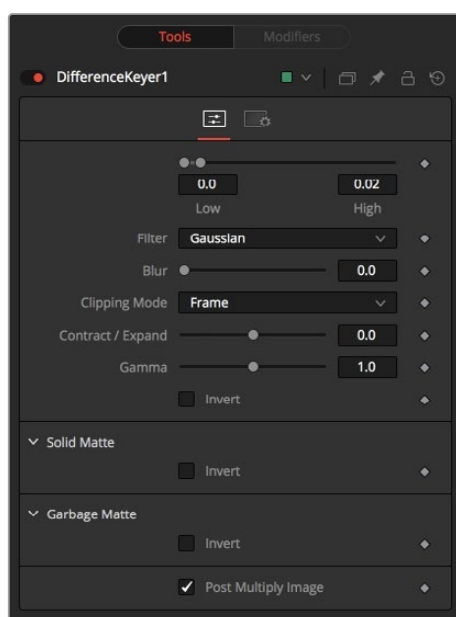 Tools Modifiers
DifferenceKeyer1
0.0 0.02
Low High
Filter Gaussian
Blur 0.0
Clipping Mode Frame
Contract / Expand 0.0
Gamma 1.0
Invert
Solid Matte
Invert
Garbage Matte
Invert
Post Multiply Image